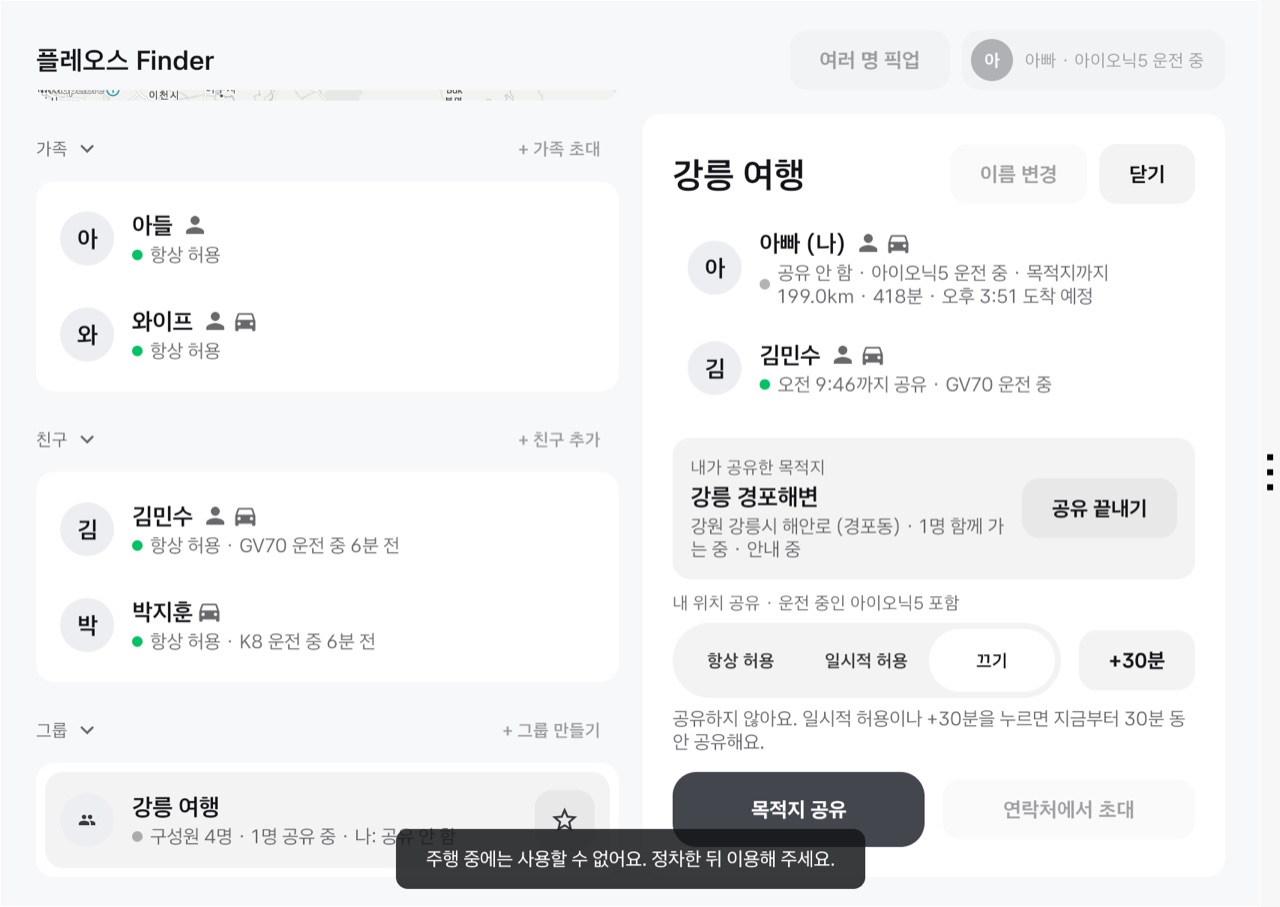 플레오스 Finder
여러 명 픽업
아
아빠 · 아이오닉5 운전 중
이천시
가족
+ 가족 초대
아
아들
항상 허용
와
와이프
항상 허용
친구
+ 친구 추가
김
김민수
항상 허용 · GV70 운전 중 6분 전
박
박지훈
항상 허용 · K8 운전 중 6분 전
그룹
+ 그룹 만들기
강릉 여행
구성원 4명 · 1명 공유 중 · 나: 공유 안 함
강릉 여행
이름 변경
닫기
아
아빠 (나)
공유 안 함 · 아이오닉5 운전 중 · 목적지까지
199.0km · 418분 · 오후 3:51 도착 예정
김
김민수
오전 9:46까지 공유 · GV70 운전 중
내가 공유한 목적지
강릉 경포해변
강원 강릉시 해안로 (경포동) · 1명 함께 가
는 중 · 안내 중
공유 끝내기
내 위치 공유 · 운전 중인 아이오닉5 포함
항상 허용
일시적 허용
끄기
+30분
공유하지 않아요. 일시적 허용이나 +30분을 누르면 지금부터 30분 동
안 공유해요.
목적지 공유
연락처에서 초대
주행 중에는 사용할 수 없어요. 정차한 뒤 이용해 주세요.